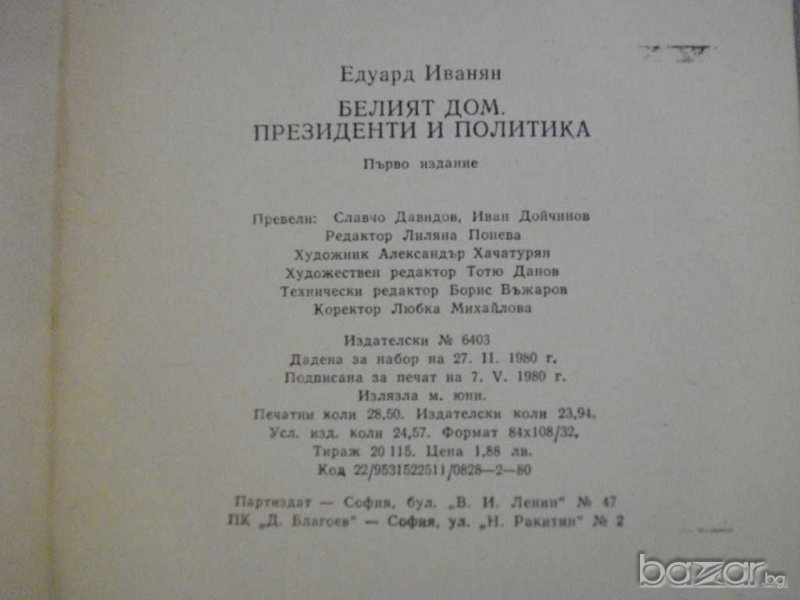 Едуард Иванян
БЕЛИЯТ ДОМ.
ПРЕЗИДЕНТИ И ПОЛИТИКА
Първо издание
Превели: Славчо Давидов, Иван Дойчинов
Редактор Лиляна Понева
Художник Александър Хачатурян
Художествен редактор Тотю Данов
Технически редактор Борис Въжаров
Коректор Любка Михайлова
Издателски № 6403
Дадена за набор на 27. II. 1980 г.
Подписана за печат на 7. V. 1980 г.
Излязла м. юни.
Печатни коли 28,50. Издателски коли 23,94.
Усл. изд. коли 24,57. Формат 84x108/32.
Тираж 20 115. Цена 1,88 лв.
Код 22/9531522511/0828—2—80
Партиздат — София, бул. „В. И. Ленин“ № 47
ПК „Д. Благоев“ — София, ул. „Н. Ракитин“ № 2
bazar.bg